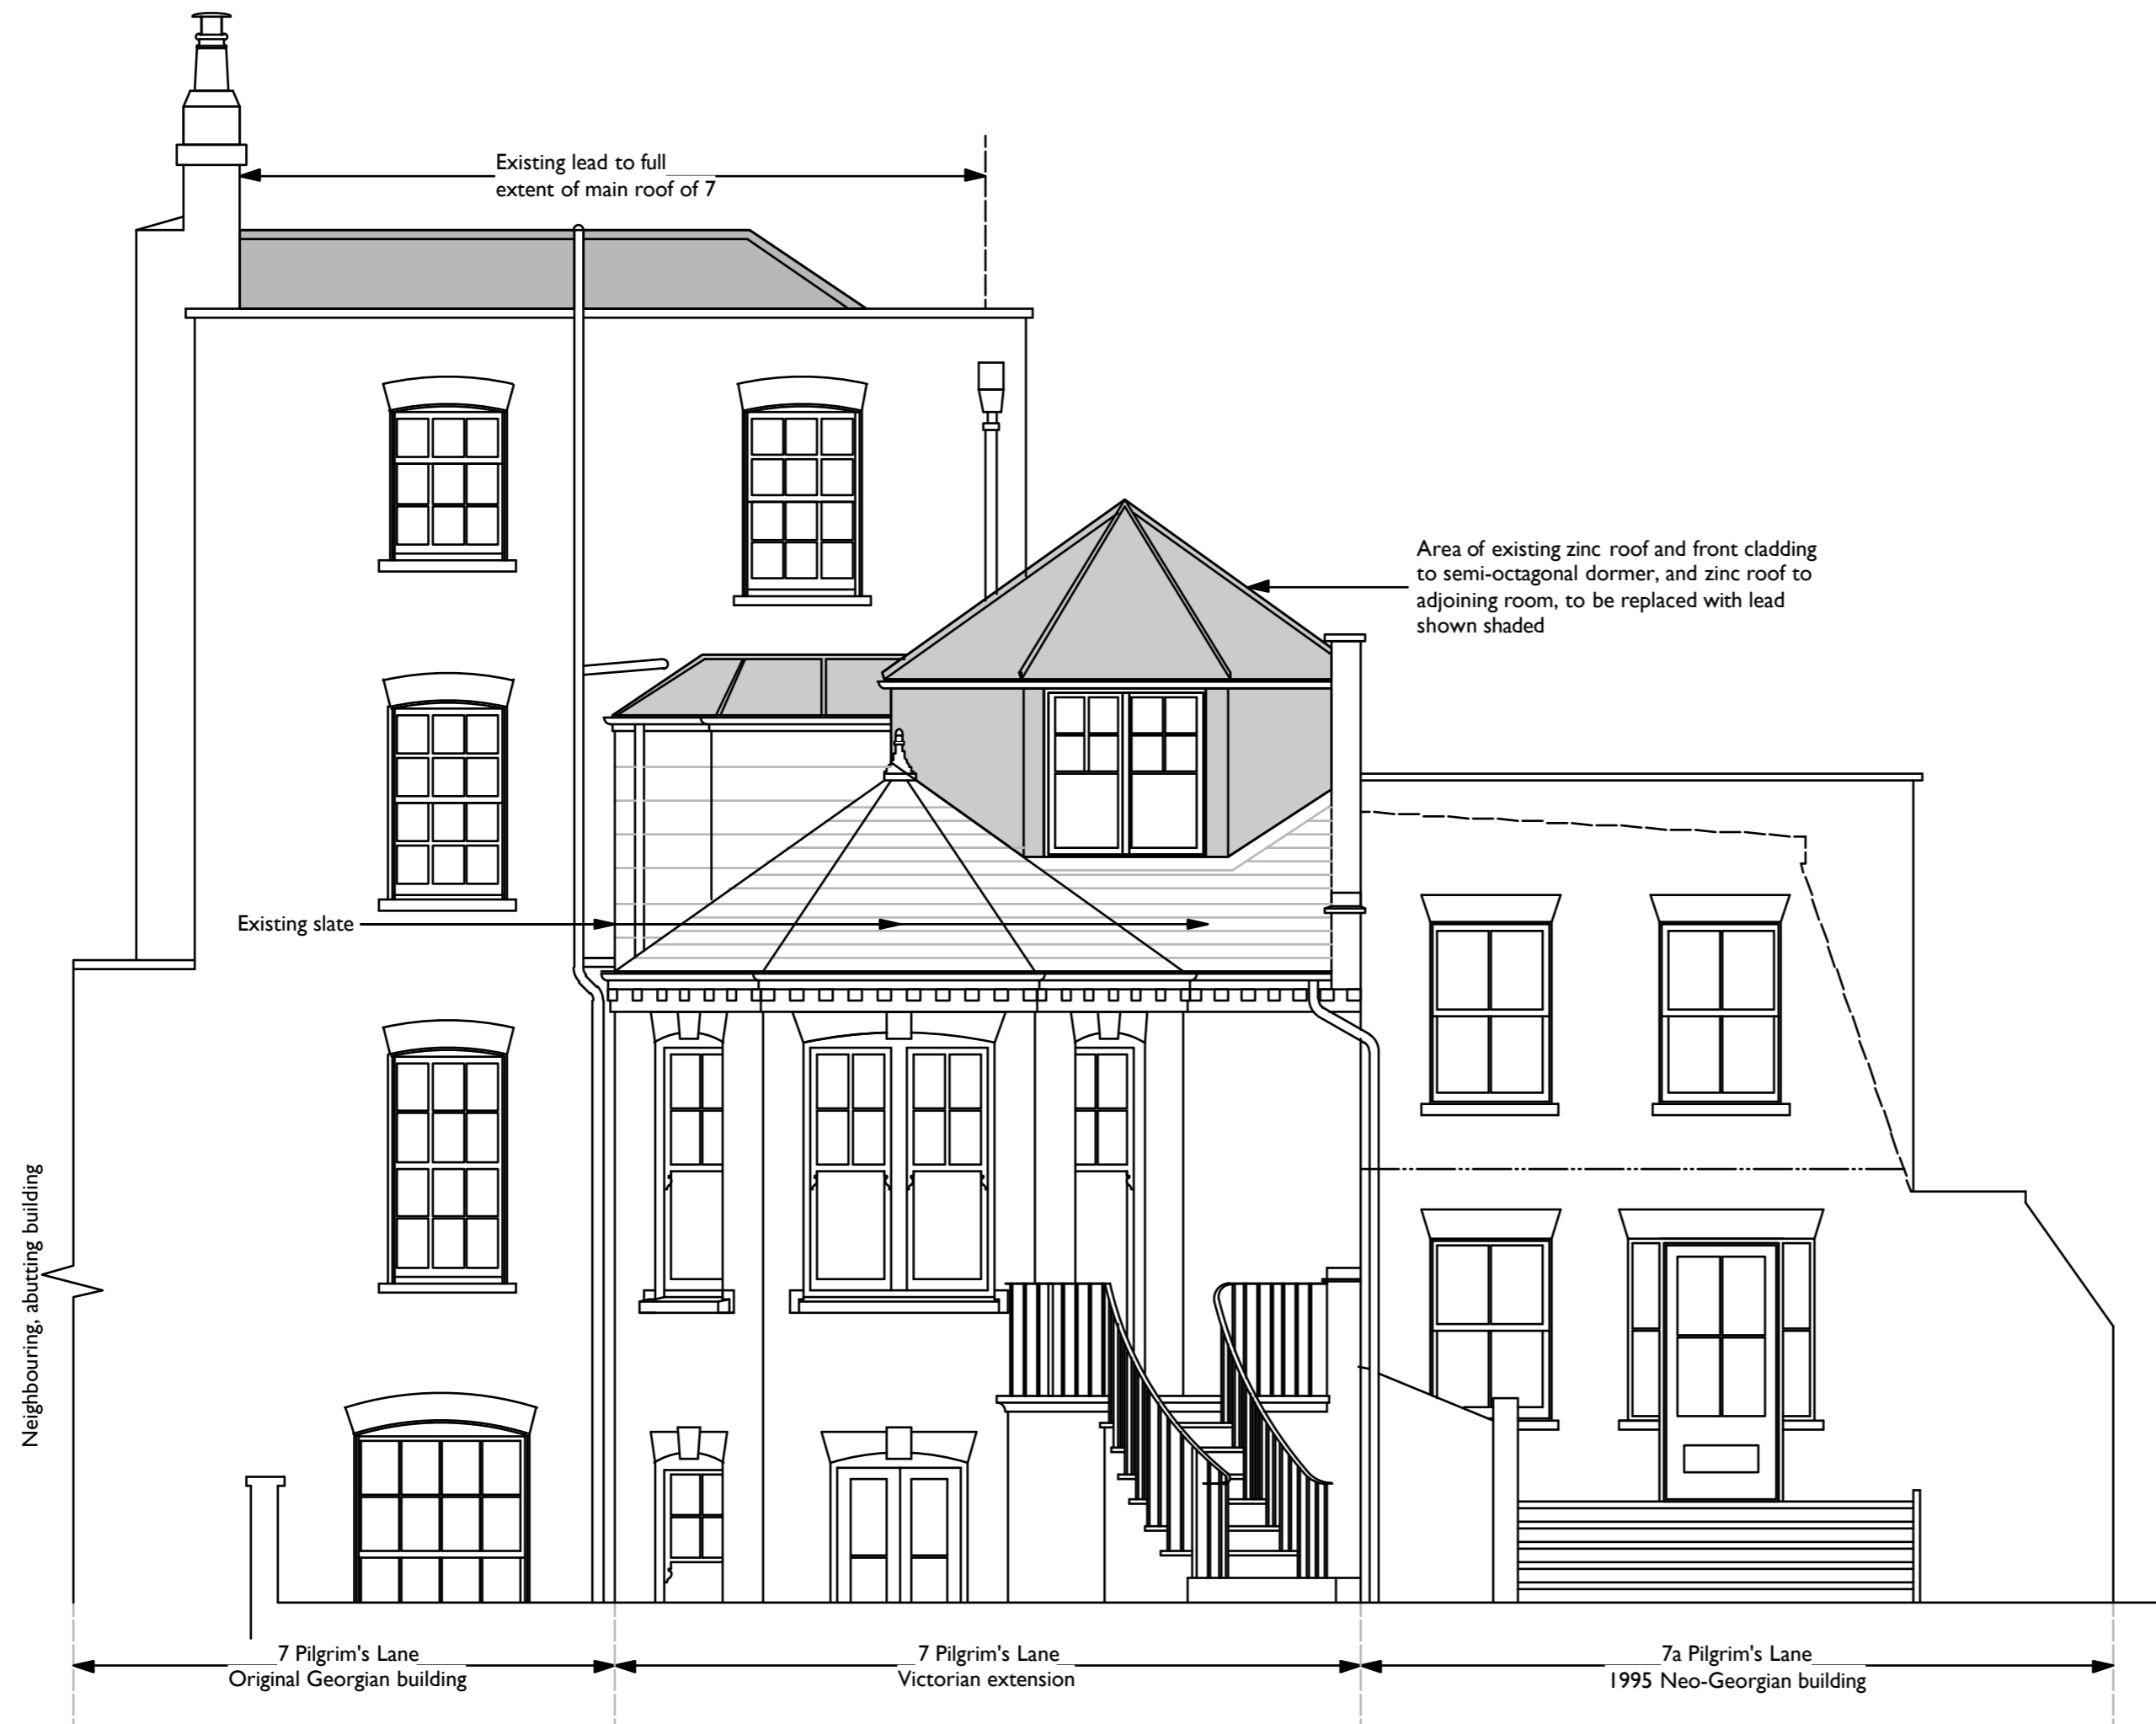 Existing lead to full
extent of main roof of 7
Area of existing zinc roof and front cladding
to semi-octagonal dormer, and zinc roof to
adjoining room, to be replaced with lead
shown shaded
Existing slate
Neighbouring, abutting building
7 Pilgrim's Lane
Original Georgian building
7 Pilgrim's Lane
Victorian extension
7a Pilgrim's Lane
1995 Neo-Georgian building